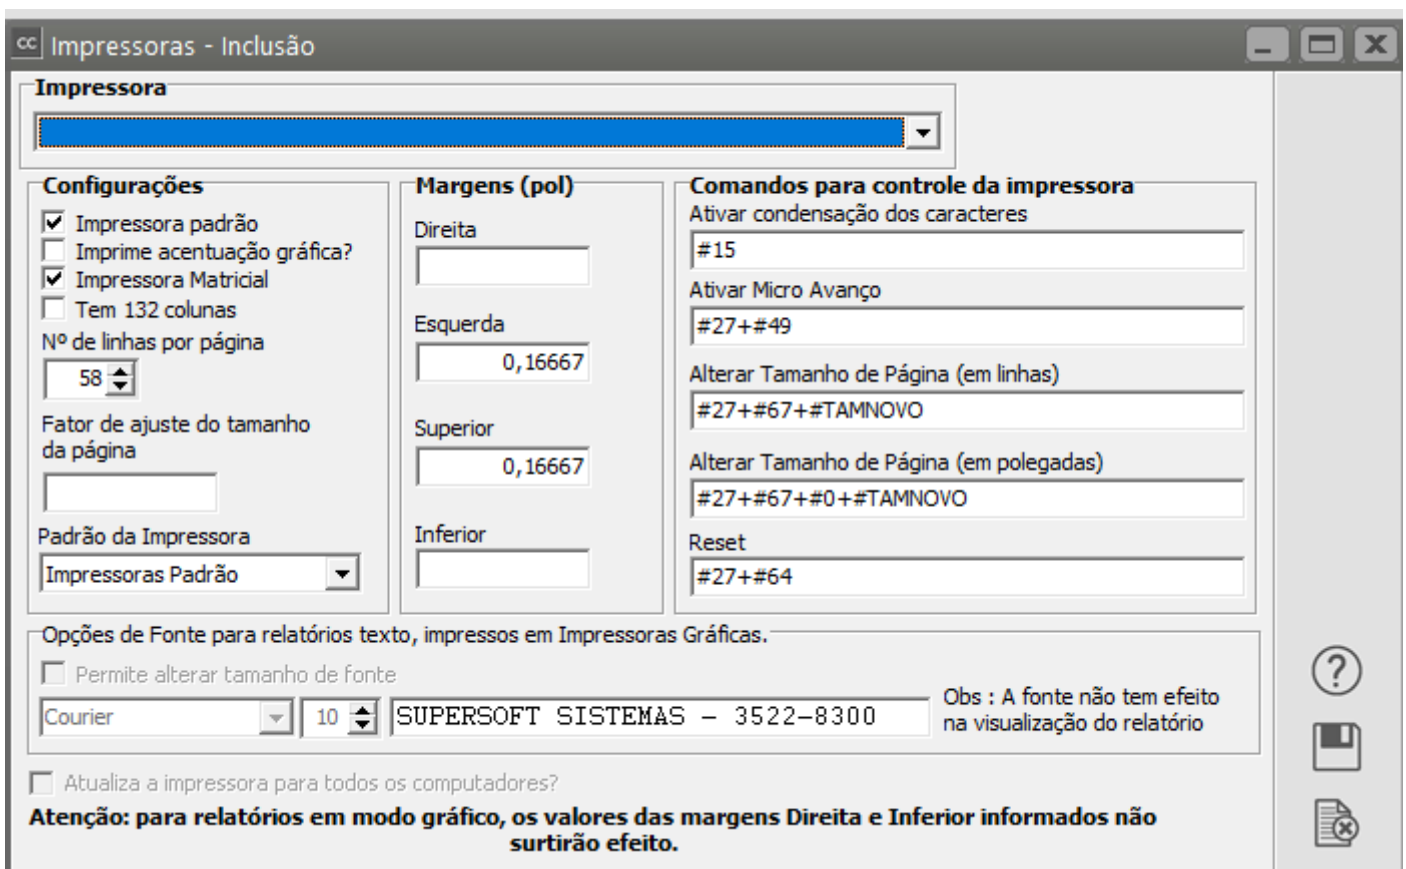 cc Impressoras - Inclusão
Impressora
Configurações
Impressora padrão
Imprime acentuação gráfica?
Impressora Matricial
Tem 132 colunas
Nº de linhas por página
58
Fator de ajuste do tamanho
da página
Padrão da Impressora
Impressoras Padrão
Margens (pol)
Direita
Esquerda
0,16667
Superior
0,16667
Inferior
Comandos para controle da impressora
Ativar condensação dos caracteres
#15
Ativar Micro Avanço
#27+#49
Alterar Tamanho de Página (em linhas)
#27+#67+#TAMNOVO
Alterar Tamanho de Página (em polegadas)
#27+#67+#0+#TAMNOVO
Reset
#27+#64
Opções de Fonte para relatórios texto, impressos em Impressoras Gráficas.
Permite alterar tamanho de fonte
Courier 10 SUPERSOFT SISTEMAS - 3522-8300
Obs : A fonte não tem efeito
na visualização do relatório
Atualiza a impressora para todos os computadores?
Atenção: para relatórios em modo gráfico, os valores das margens Direita e Inferior informados não
surtirão efeito.